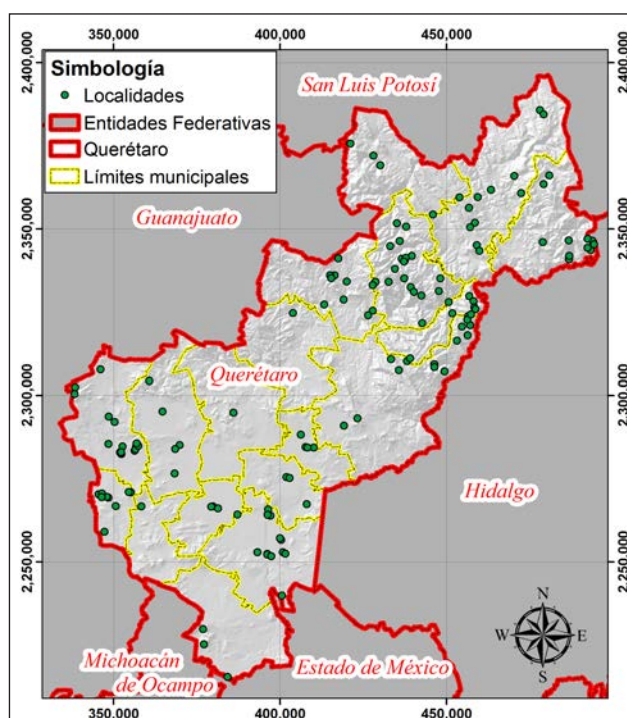 350,000
400,000
450,000
2,400,000
2,400,000
Simbología
Localidades
Entidades Federativas
Querétaro
Límites municipales
San Luis Potosí
Guanajuato
2,350,000
2,350,000
Querétaro
2,300,000
2,300,000
Hidalgo
2,250,000
2,250,000
N
W
E
S
Michoacán
de Ocampo
Estado de México
350,000
400,000
450,000